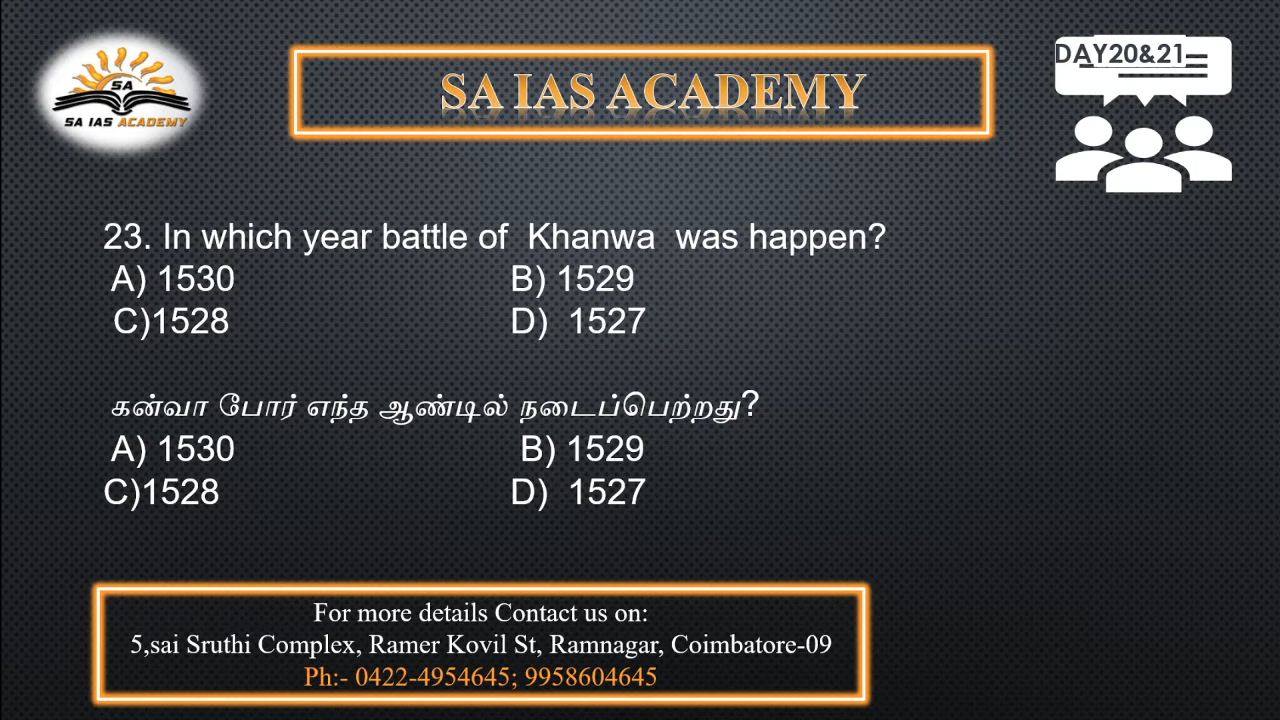 SA
SA IAS ACADEMY
SA IAS ACADEMY
DAY20&21
23. In which year battle of Khanwa was happen?
A) 1530 B) 1529
C)1528 D) 1527
கன்வா போர் எந்த ஆண்டில் நடைப்பெற்றது?
A) 1530 B) 1529
C)1528 D) 1527
For more details Contact us on:
5,sai Sruthi Complex, Ramer Kovil St, Ramnagar, Coimbatore-09
Ph:- 0422-4954645; 9958604645